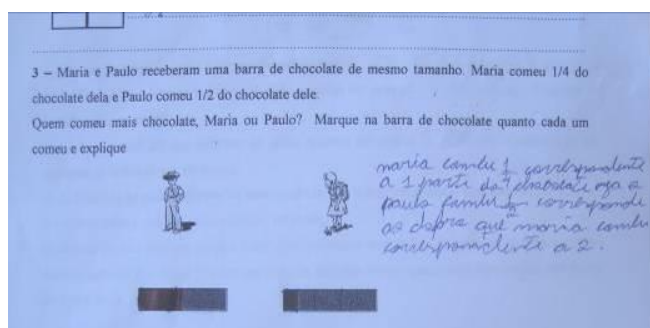 3 – Maria e Paulo receberam uma barra de chocolate de mesmo tamanho. Maria comeu 1/4 do
chocolate dela e Paulo comeu 1/2 do chocolate dele.
Quem comeu mais chocolate, Maria ou Paulo? Marque na barra de chocolate quanto cada um
comeu e explique
maria comeu 1 correspondente
a 1 parte do 4 chocolate
paulo comeu corresponde
ao dobro que maria comeu
correspondente a 2.